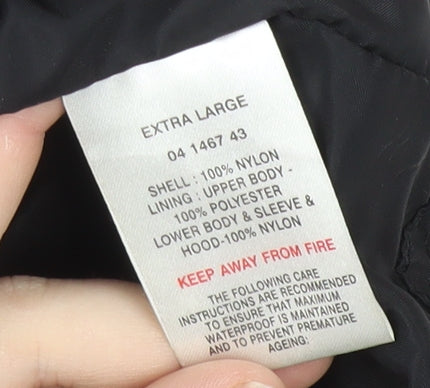 EXTRA LARGE
04 1467 43
SHELL : 100% NYLON
LINING : UPPER BODY -
100% POLYESTER
LOWER BODY & SLEEVE &
HOOD-100% NYLON
KEEP AWAY FROM FIRE
THE FOLLOWING CARE
INSTRUCTIONS ARE RECOMMENDED
TO ENSURE THAT MAXIMUM
WATERPROOF IS MAINTAINED
AND TO PREVENT PREMATURE
AGEING: